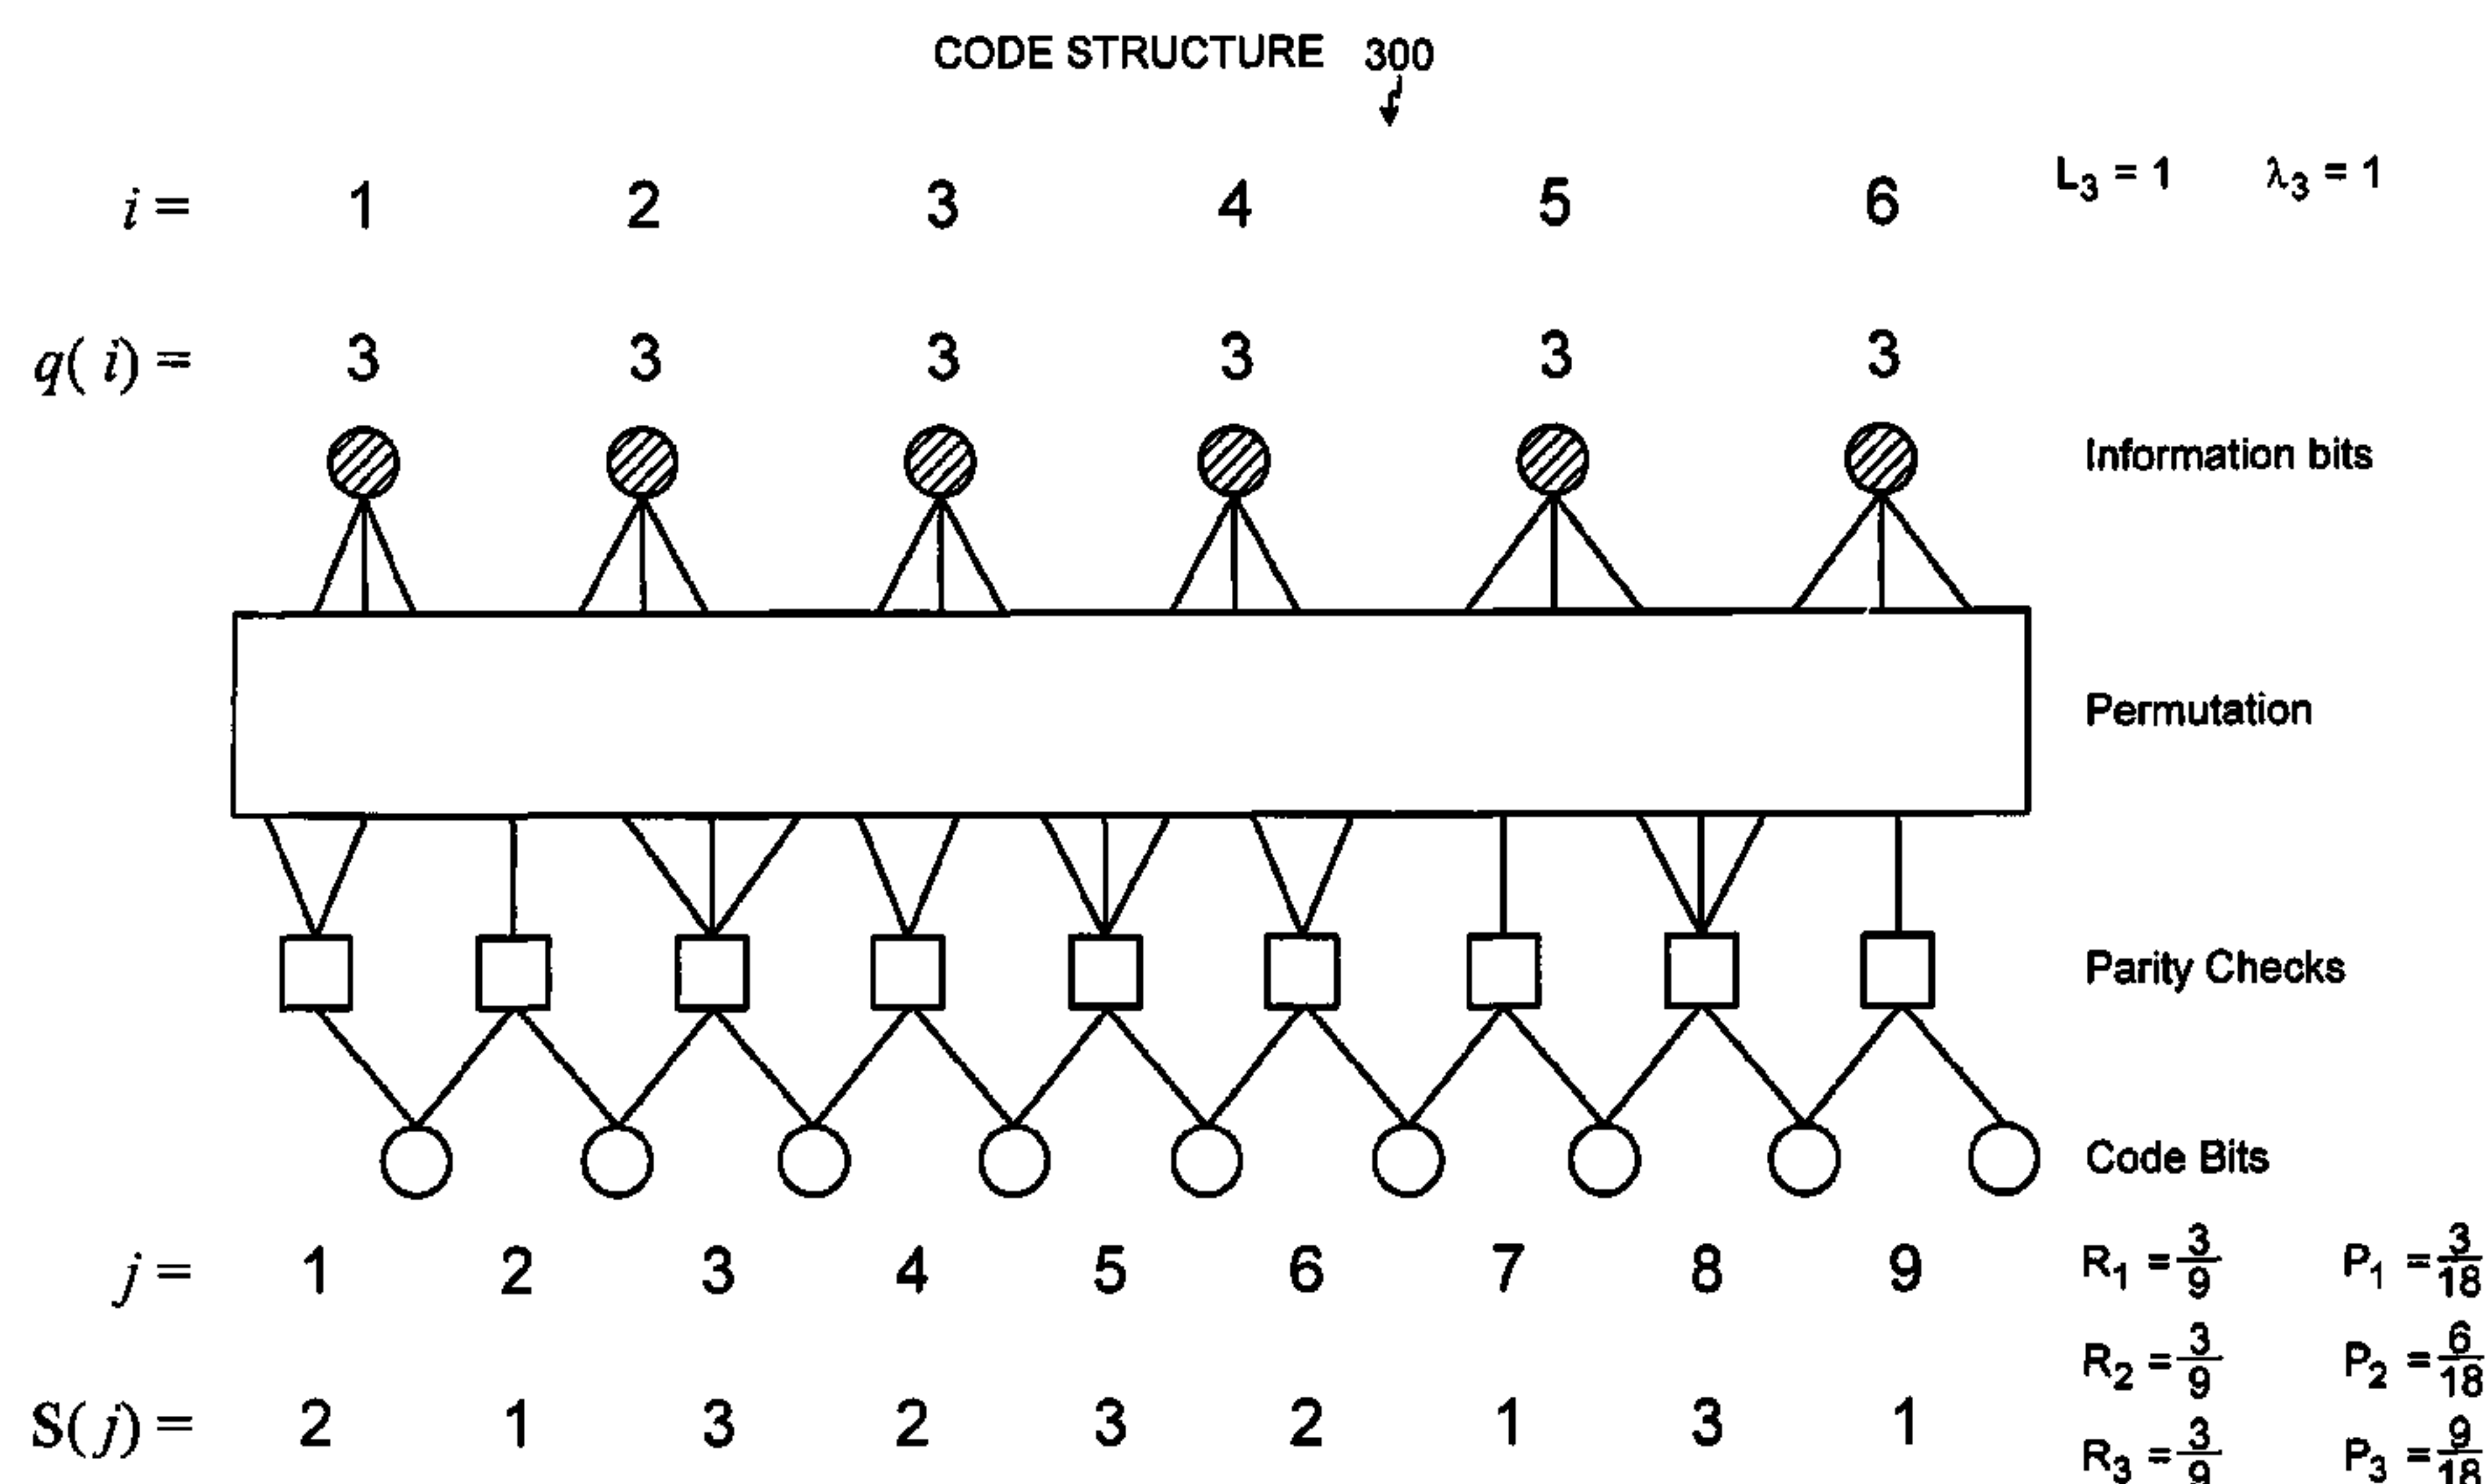 CODE STRUCTURE 300
i = 1 2 3 4 5 6 L₃ = 1 λ₃ = 1
q( i) = 3 3 3 3 3 3
Information bits
Permutation
Parity Checks
Code Bits
j = 1 2 3 4 5 6 7 8 9 R₁ = 3/9 P₁ = 3/18
R₂ = 3/9 P₂ = 6/18
S(j) = 2 1 3 2 3 2 1 3 1
R₃ = 3/9 P₃ = 9/18